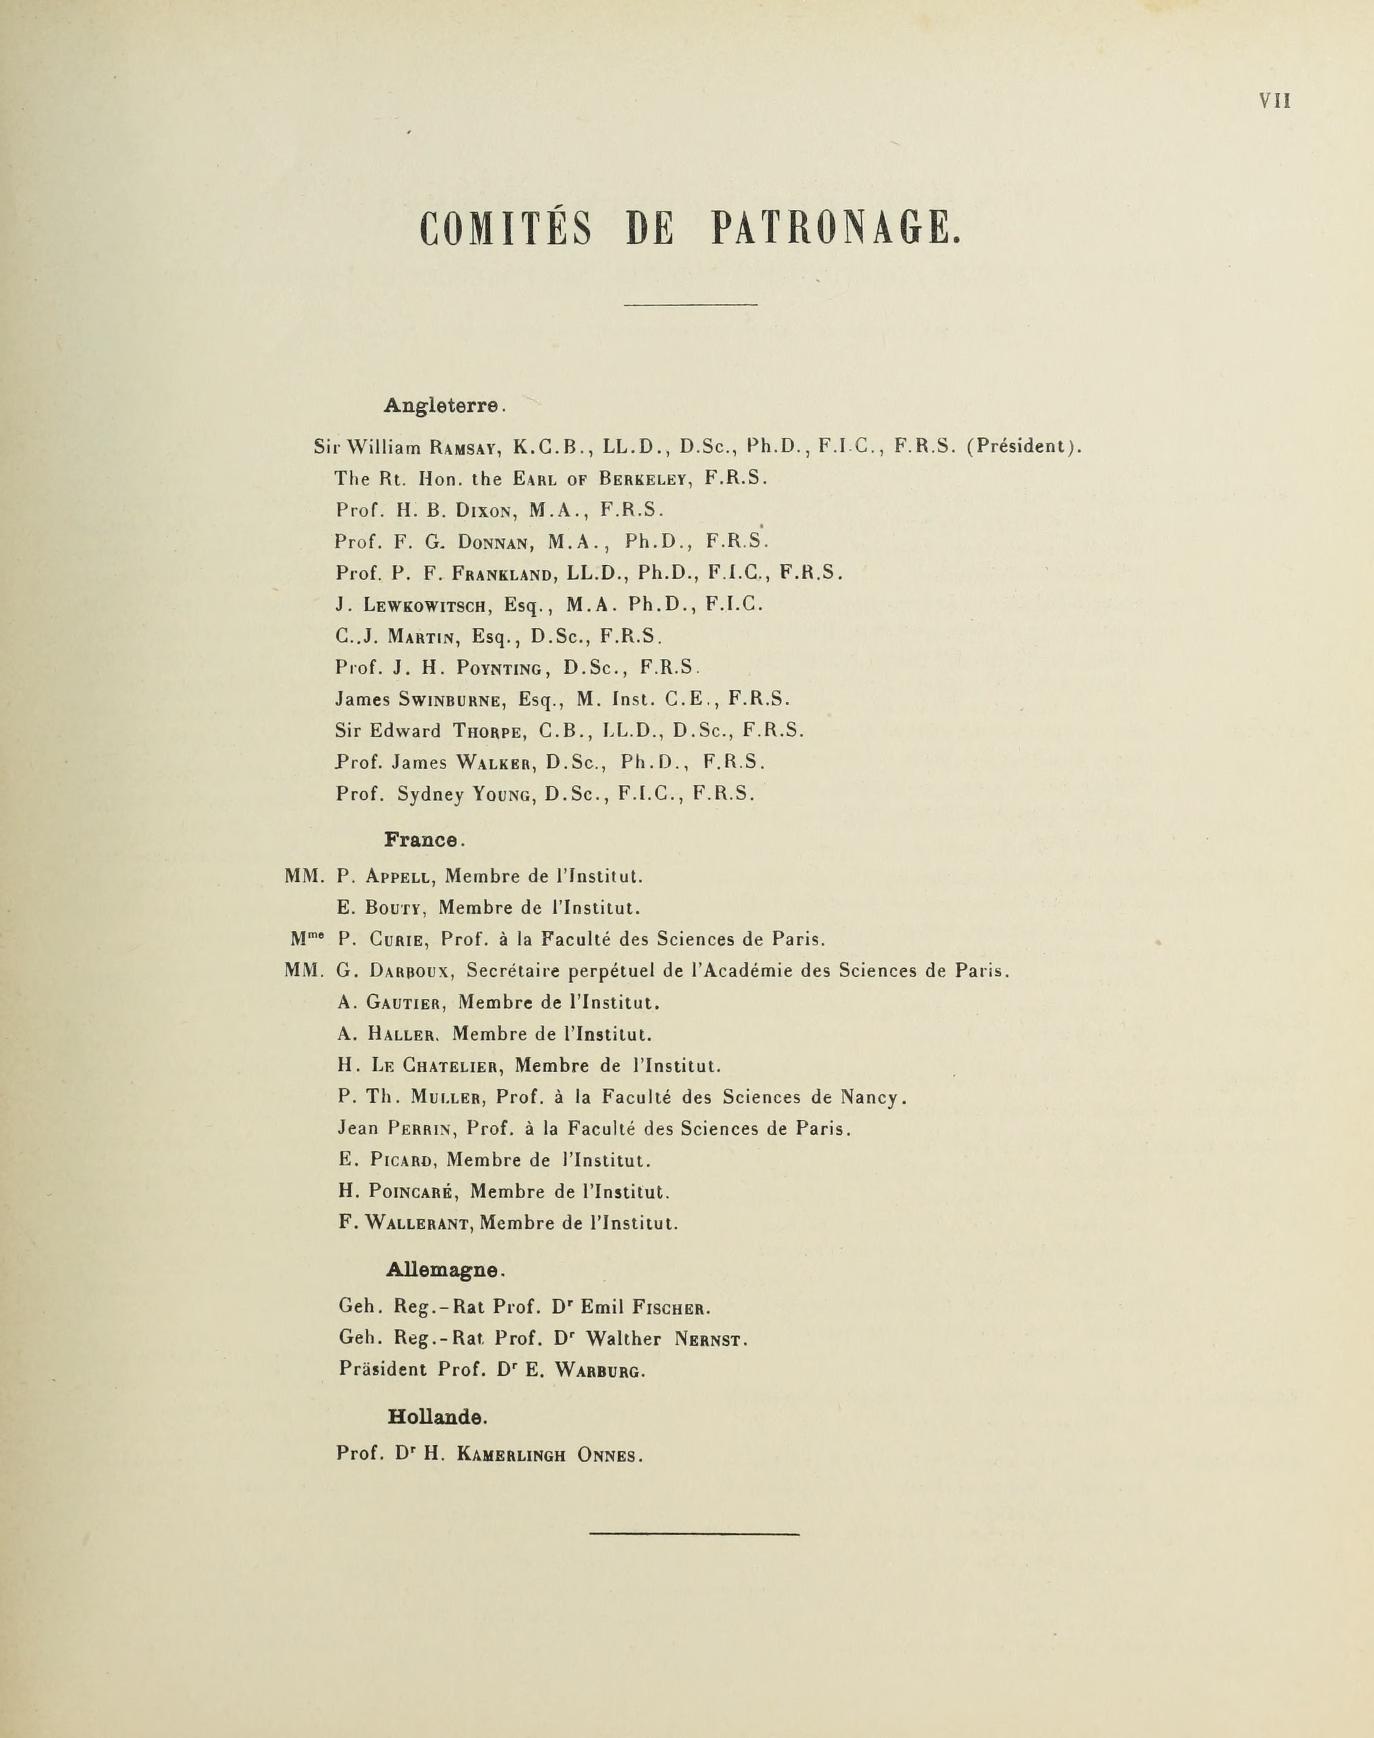 VII
COMITÉS DE PATRONAGE.
Angleterre.
Sir William RAMSAY, K.C.B., LL.D., D.Sc., Ph.D., F.I.C., F.R.S. (Président).
The Rt. Hon. the EARL OF BERKELEY, F.R.S.
Prof. H. B. DIXON, M.A., F.R.S.
Prof. F. G. DONNAN, M.A., Ph.D., F.R.S.
Prof. P. F. FRANKLAND, LL.D., Ph.D., F.I.C., F.R.S.
J. LEWKOWITSCH, Esq., M.A. Ph.D., F.I.C.
C..J. MARTIN, Esq., D.Sc., F.R.S.
Prof. J. H. POYNTING, D.Sc., F.R.S.
James SWINBURNE, Esq., M. Inst. C.E., F.R.S.
Sir Edward THORPE, C.B., LL.D., D.Sc., F.R.S.
Prof. James WALKER, D.Sc., Ph.D., F.R.S.
Prof. Sydney YOUNG, D.Sc., F.I.C., F.R.S.
France.
MM. P. APPELL, Membre de l'Institut.
E. BOUTY, Membre de l'Institut.
Mme P. CURIE, Prof. à la Faculté des Sciences de Paris.
MM. G. DARBOUX, Secrétaire perpétuel de l'Académie des Sciences de Paris.
A. GAUTIER, Membre de l'Institut.
A. HALLER. Membre de l'Institut.
H. LE CHATELIER, Membre de l'Institut.
P. Th. MULLER, Prof. à la Faculté des Sciences de Nancy.
Jean PERRIN, Prof. à la Faculté des Sciences de Paris.
E. PICARD, Membre de l'Institut.
H. POINCARÉ, Membre de l'Institut.
F. WALLERANT, Membre de l'Institut.
Allemagne.
Geh. Reg.-Rat Prof. Dr Emil FISCHER.
Geh. Reg.-Rat Prof. Dr Walther NERNST.
Präsident Prof. Dr E. WARBURG.
Hollande.
Prof. Dr H. KAMERLINGH ONNES.